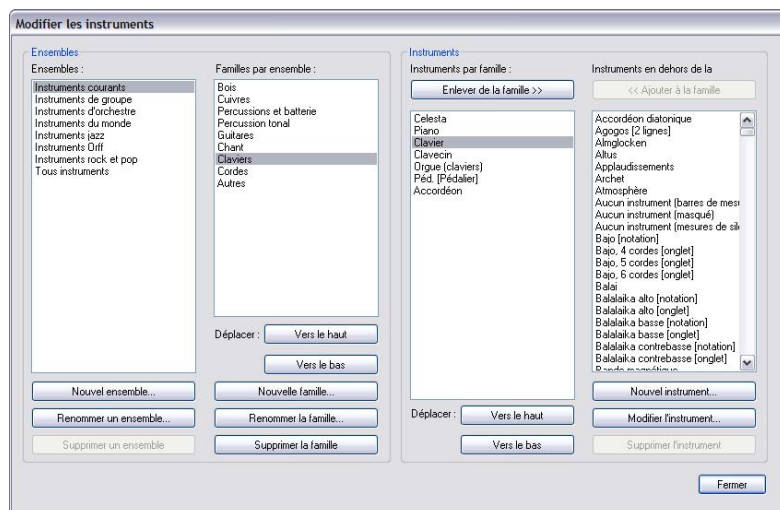 Modifier les instruments
Ensembles
Ensembles :
Instruments courants
Instruments de groupe
Instruments d'orchestre
Instruments du monde
Instruments jazz
Instruments Orff
Instruments rock et pop
Tous instruments
Nouvel ensemble...
Renommer un ensemble...
Supprimer un ensemble
Familles par ensemble :
Bois
Cuivres
Percussions et batterie
Percussion tonal
Guitares
Chant
Claviers
Cordes
Autres
Déplacer :
Vers le haut
Vers le bas
Nouvelle famille...
Renommer la famille...
Supprimer la famille
Instruments
Instruments par famille :
Enlever de la famille >>
Celesta
Piano
Clavier
Clavecin
Orgue (claviers)
Péd. [Pédalier]
Accordéon
Déplacer :
Vers le haut
Vers le bas
Instruments en dehors de la
<< Ajouter à la famille
Accordéon diatonique
Agogos [2 lignes]
Almglocken
Altus
Applaudissements
Archet
Atmosphère
Aucun instrument (barres de mesu
Aucun instrument (masqué)
Aucun instrument (mesures de sile
Bajo [notation]
Bajo, 4 cordes [onglet]
Bajo, 5 cordes [onglet]
Bajo, 6 cordes [onglet]
Balai
Balalaika alto [notation]
Balalaika alto [onglet]
Balalaika basse [notation]
Balalaika basse [onglet]
Balalaika contrebasse [notation]
Balalaika contrebasse [onglet]
Bande magnétique
Nouvel instrument...
Modifier l'instrument...
Supprimer l'instrument
Fermer